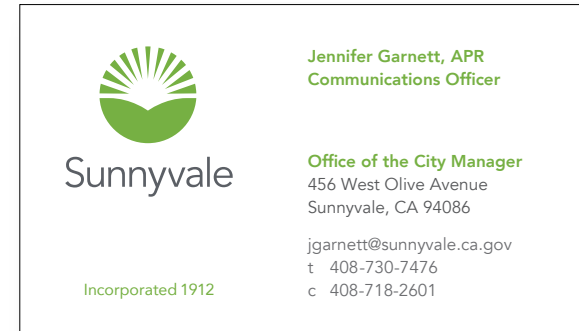 Sunnyvale
Incorporated 1912
Jennifer Garnett, APR
Communications Officer
Office of the City Manager
456 West Olive Avenue
Sunnyvale, CA 94086
jgarnett@sunnyvale.ca.gov
t 408-730-7476
c 408-718-2601